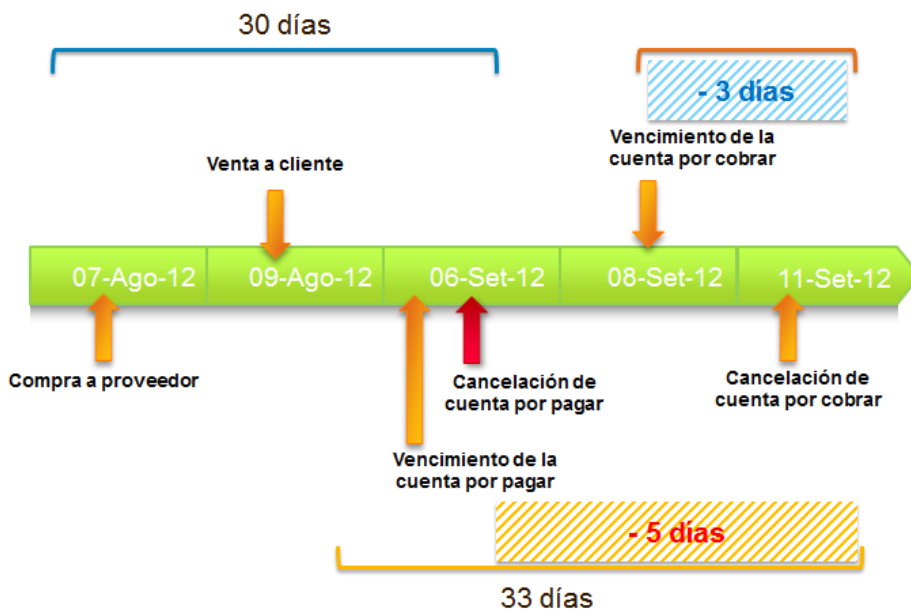 30 días
- 3 días
Vencimiento de la
cuenta por cobrar
Venta a cliente
07-Ago-12
09-Ago-12
06-Set-12
08-Set-12
11-Set-12
Compra a proveedor
Cancelación de
cuenta por pagar
Cancelación de
cuenta por cobrar
Vencimiento de la
cuenta por pagar
- 5 días
33 días